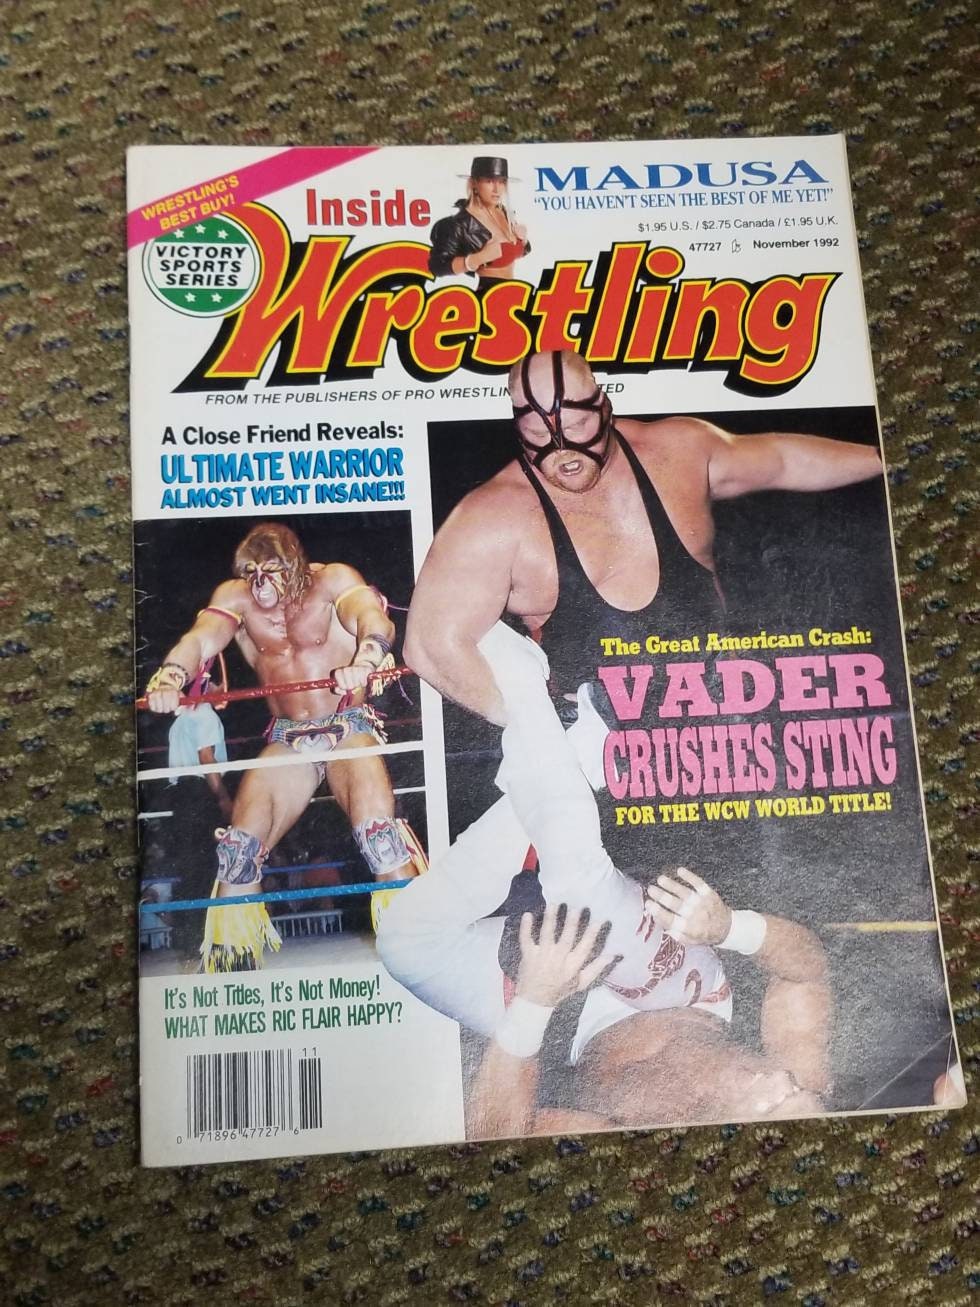 WRESTLING'S
BEST BUY!
VICTORY
SPORTS
SERIES
Inside
Wrestling
MADUSA
"YOU HAVEN'T SEEN THE BEST OF ME YET!"
$1.95 U.S. / $2.75 Canada / £1.95 U.K.
47727 November 1992
FROM THE PUBLISHERS OF PRO WRESTLIN TED
A Close Friend Reveals:
ULTIMATE WARRIOR
ALMOST WENT INSANE!!!
The Great American Crash:
VADER
CRUSHES STING
FOR THE WCW WORLD TITLE!
It's Not Titles, It's Not Money!
WHAT MAKES RIC FLAIR HAPPY?
11
0 71896 47727 6